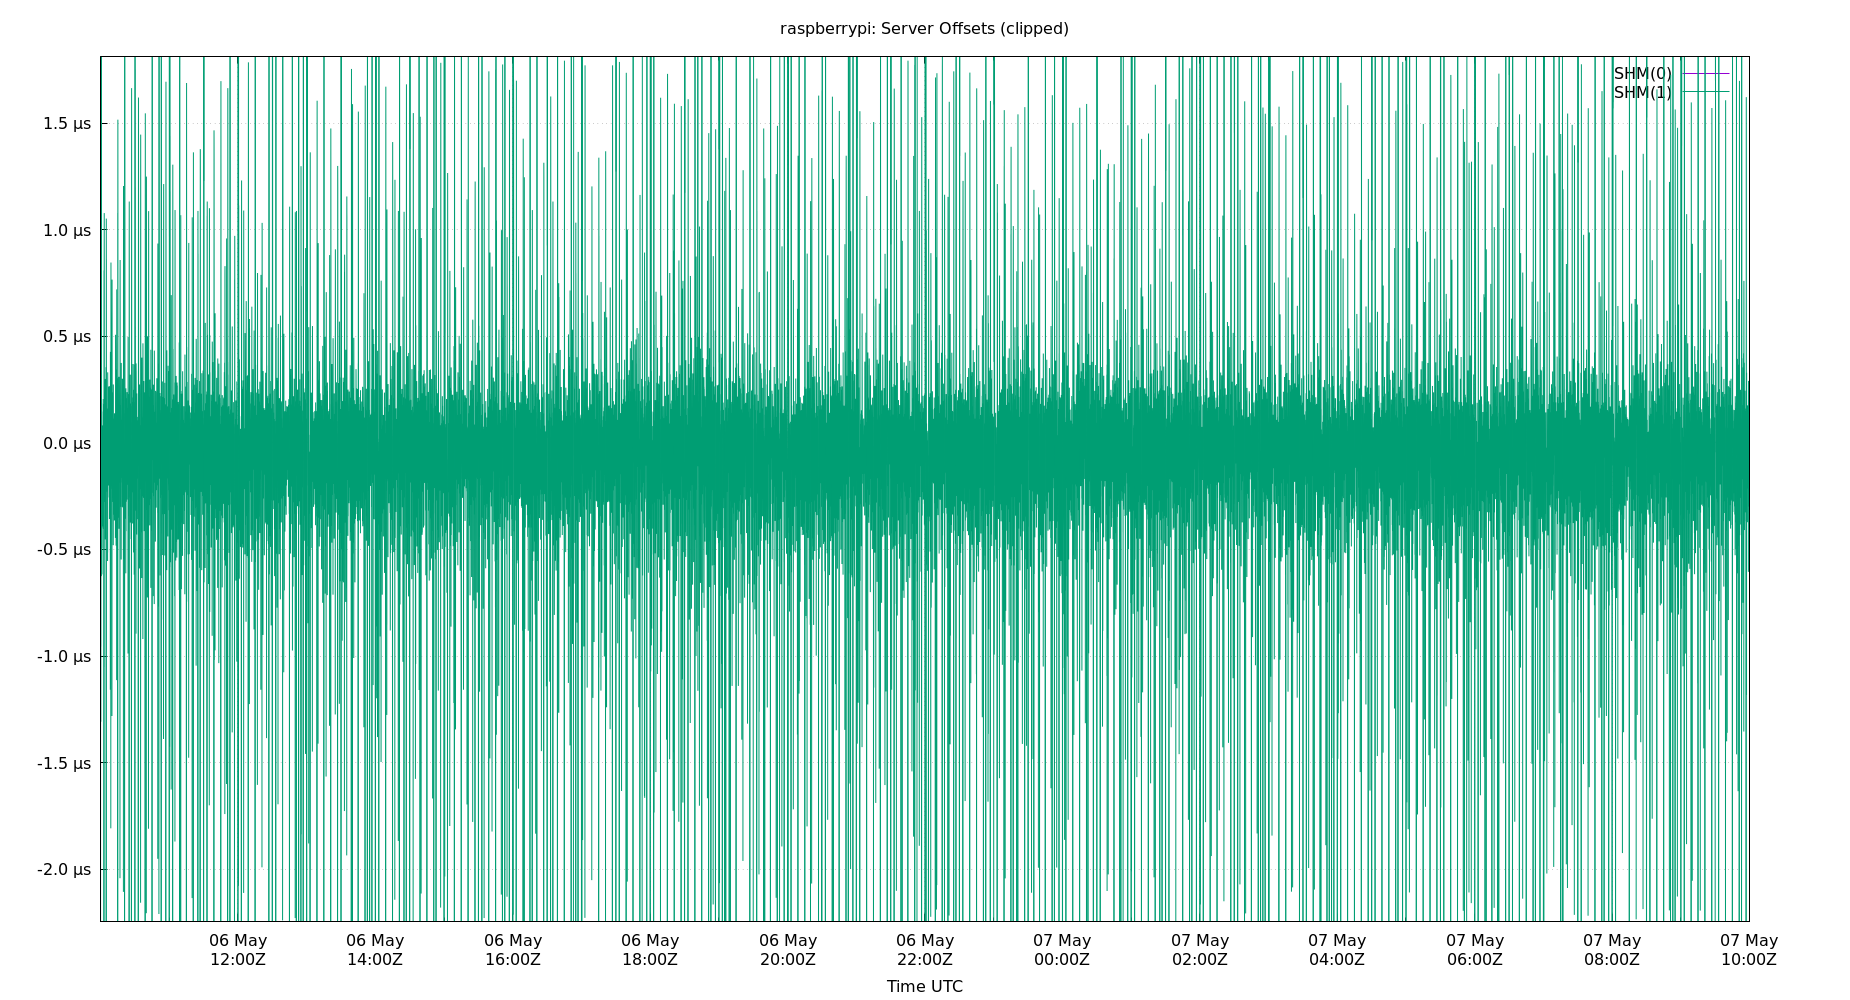 raspberrypi: Server Offsets (clipped)
SHM(0)
SHM(1)
1.5 µs
1.0 µs
0.5 µs
0.0 µs
-0.5 µs
-1.0 µs
-1.5 µs
-2.0 µs
06 May 06 May 06 May 06 May 06 May 06 May 07 May 07 May 07 May 07 May 07 May 07 May
12:00Z 14:00Z 16:00Z 18:00Z 20:00Z 22:00Z 00:00Z 02:00Z 04:00Z 06:00Z 08:00Z 10:00Z
Time UTC